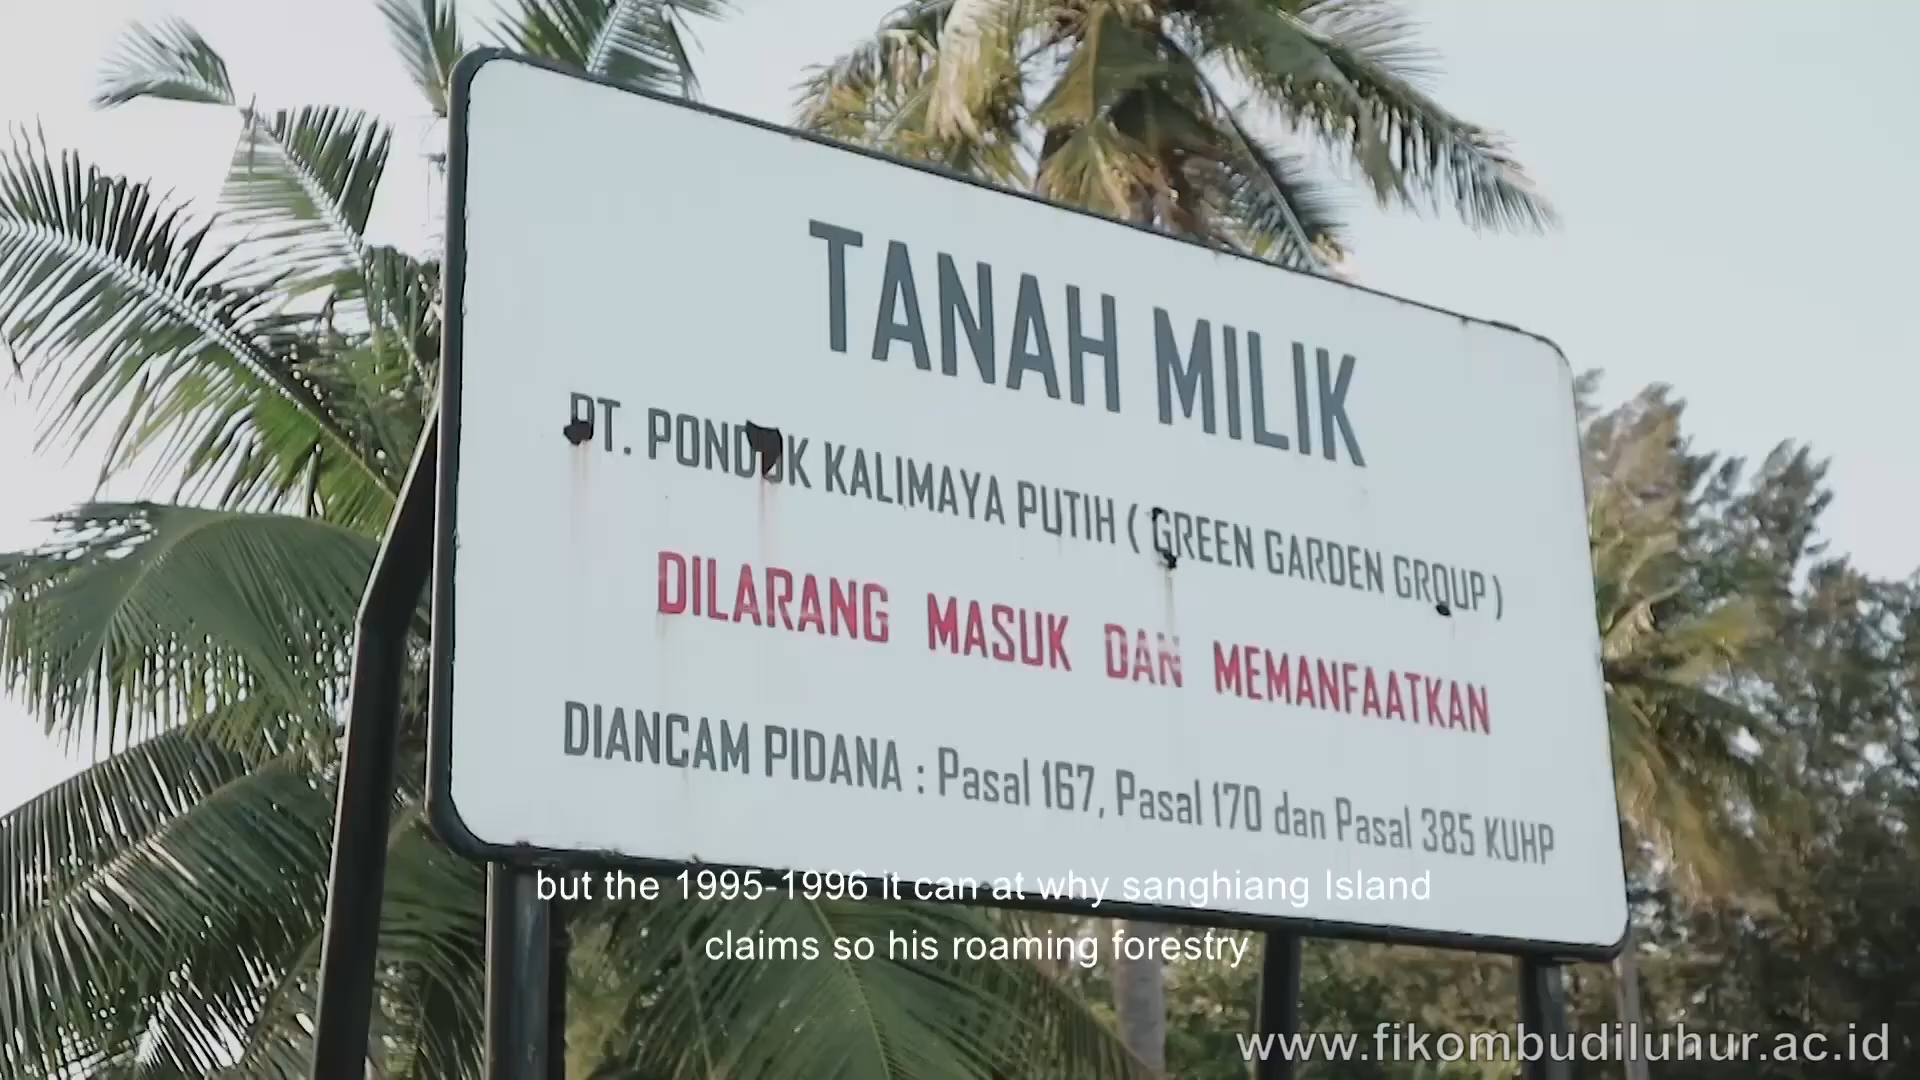 TANAH MILIK
PT. PONDOK KALIMAYA PUTIH ( GREEN GARDEN GROUP )
DILARANG MASUK DAN MEMANFAATKAN
DIANCAM PIDANA : Pasal 167, Pasal 170 dan Pasal 385 KUHP
but the 1995-1996 it can at why sanghiang Island
claims so his roaming forestry
www.fikombudiluhur.ac.id